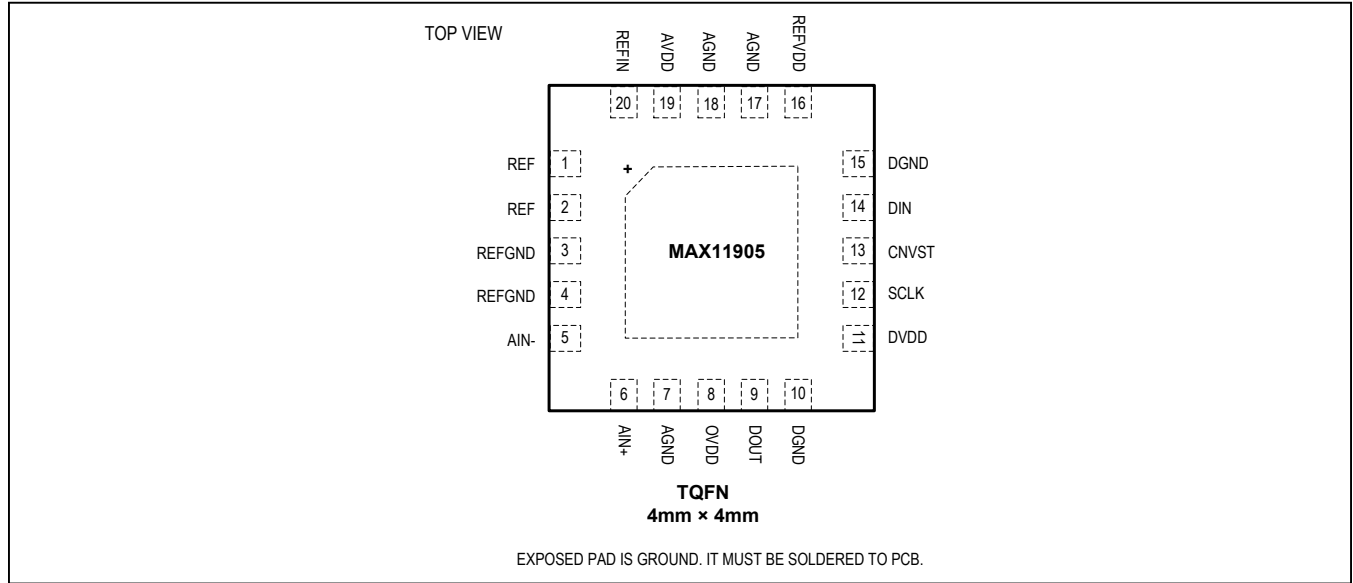 TOP VIEW
REFIN
AVDD
AGND
AGND
REFVDD
20
19
18
17
16
REF 1
REF 2
REFGND 3
REFGND 4
AIN- 5
+
MAX11905
15 DGND
14 DIN
13 CNVST
12 SCLK
11 DVDD
6
7
8
9
10
AIN+
AGND
OVDD
DOUT
DGND
TQFN
4mm × 4mm
EXPOSED PAD IS GROUND. IT MUST BE SOLDERED TO PCB.